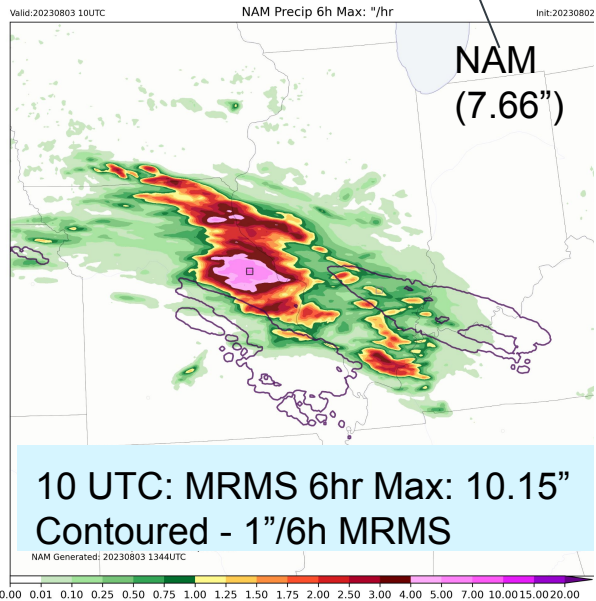 Valid:20230803 10UTC NAM Precip 6h Max: "/hr Init:20230802
NAM
(7.66”)
10 UTC: MRMS 6hr Max: 10.15”
Contoured - 1”/6h MRMS
NAM Generated: 20230803 1344UTC
0.00 0.01 0.10 0.25 0.50 0.75 1.00 1.25 1.50 1.75 2.00 2.50 3.00 4.00 5.00 7.00 10.00 15.00 20.00